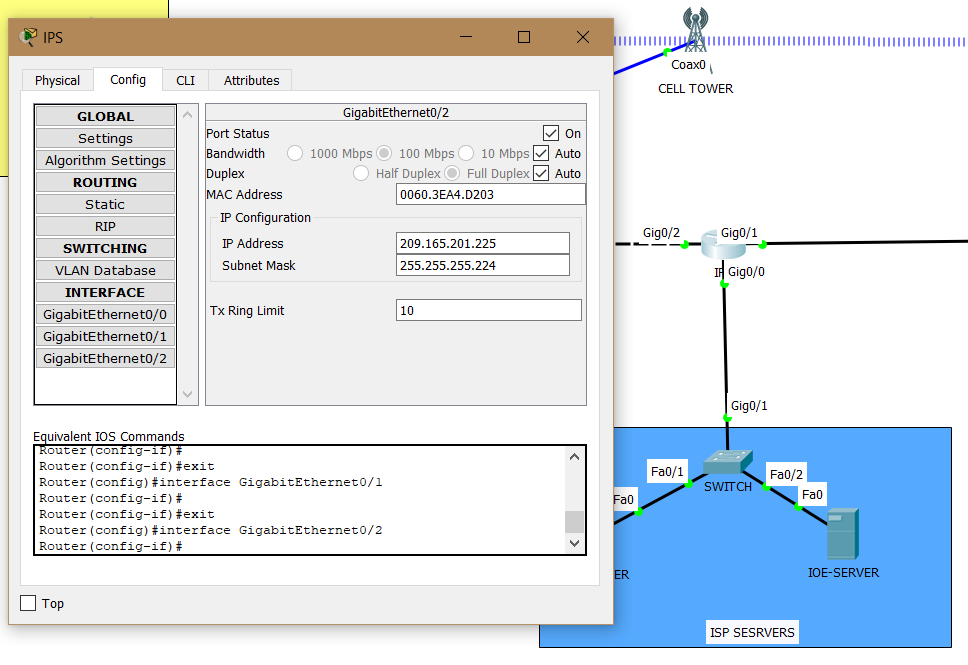 IPS
Physical
Config
CLI
Attributes
GLOBAL
Settings
Algorithm Settings
ROUTING
Static
RIP
SWITCHING
VLAN Database
INTERFACE
GigabitEthernet0/0
GigabitEthernet0/1
GigabitEthernet0/2
GigabitEthernet0/2
Port Status On
Bandwidth 1000 Mbps 100 Mbps 10 Mbps Auto
Duplex Half Duplex Full Duplex Auto
MAC Address 0060.3EA4.D203
IP Configuration
IP Address 209.165.201.225
Subnet Mask 255.255.255.224
Tx Ring Limit 10
Equivalent IOS Commands
Router(config-if)#
Router(config-if)#exit
Router(config)#interface GigabitEthernet0/1
Router(config-if)#
Router(config-if)#exit
Router(config)#interface GigabitEthernet0/2
Router(config-if)#
Top
Coax0
CELL TOWER
Gig0/2 Gig0/1
Gig0/0
Gig0/1
Fa0/1
SWITCH
Fa0/2
Fa0
Fa0
ER
IOE-SERVER
ISP SESRVERS